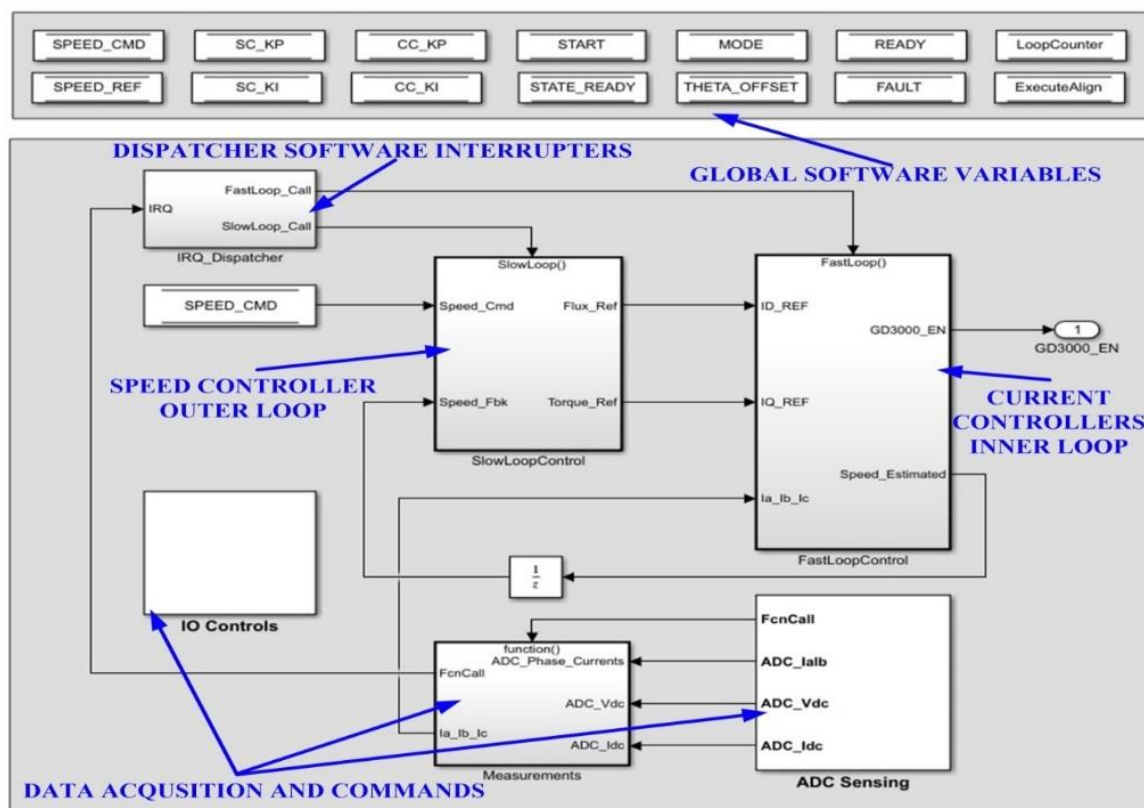 SPEED_CMD SC_KP CC_KP START MODE READY LoopCounter
SPEED_REF SC_KI CC_KI STATE_READY THETA_OFFSET FAULT ExecuteAlign
DISPATCHER SOFTWARE INTERRUPTERS
GLOBAL SOFTWARE VARIABLES
IRQ
FastLoop_Call
SlowLoop_Call
IRQ_Dispatcher
SPEED_CMD
SlowLoop()
Speed_Cmd
Flux_Ref
Speed_Fbk
Torque_Ref
SlowLoopControl
SPEED CONTROLLER
OUTER LOOP
FastLoop()
ID_REF
GD3000_EN
IQ_REF
Speed_Estimated
Ia_Ib_Ic
FastLoopControl
1
GD3000_EN
CURRENT
CONTROLLERS
INNER LOOP
1
z
IO Controls
function()
ADC_Phase_Currents
FcnCall
ADC_Vdc
Ia_Ib_Ic
ADC_Idc
Measurements
FcnCall
ADC_IaIb
ADC_Vdc
ADC_Idc
ADC Sensing
DATA ACQUSITION AND COMMANDS